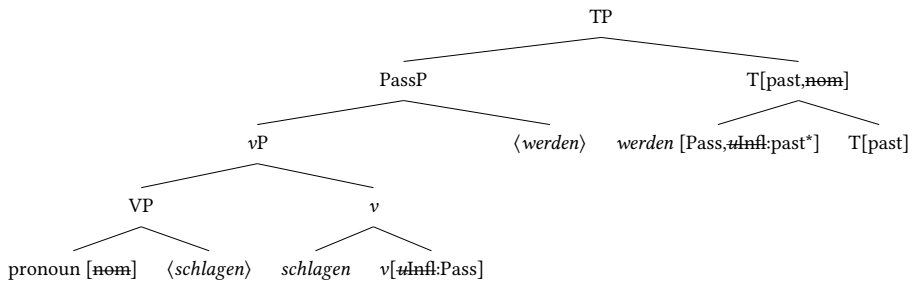 TP
PassP T[past,nom]
vP ⟨werden⟩ werden [Pass,uInfl:past*] T[past]
VP v
pronoun [nom] ⟨schlagen⟩ schlagen v[uInfl:Pass]